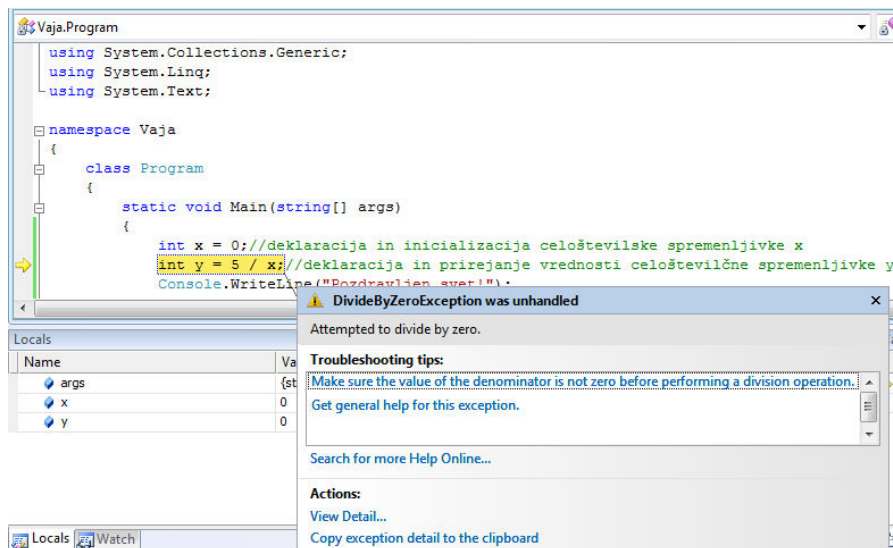 Vaja.Program
using System.Collections.Generic;
using System.Linq;
using System.Text;
namespace Vaja
{
class Program
{
static void Main(string[] args)
{
int x = 0;//deklaracija in inicializacija celoštevilske spremenljivke x
int y = 5 / x;//deklaracija in prirejanje vrednosti celoštevilčne spremenljivke y
Console.WriteLine("Pozdravljen svet!");
DivideByZeroException was unhandled
Attempted to divide by zero.
Troubleshooting tips:
Make sure the value of the denominator is not zero before performing a division operation.
Get general help for this exception.
Search for more Help Online...
Actions:
View Detail...
Copy exception detail to the clipboard
Locals
Name Va
args {st
x 0
y 0
Locals Watch